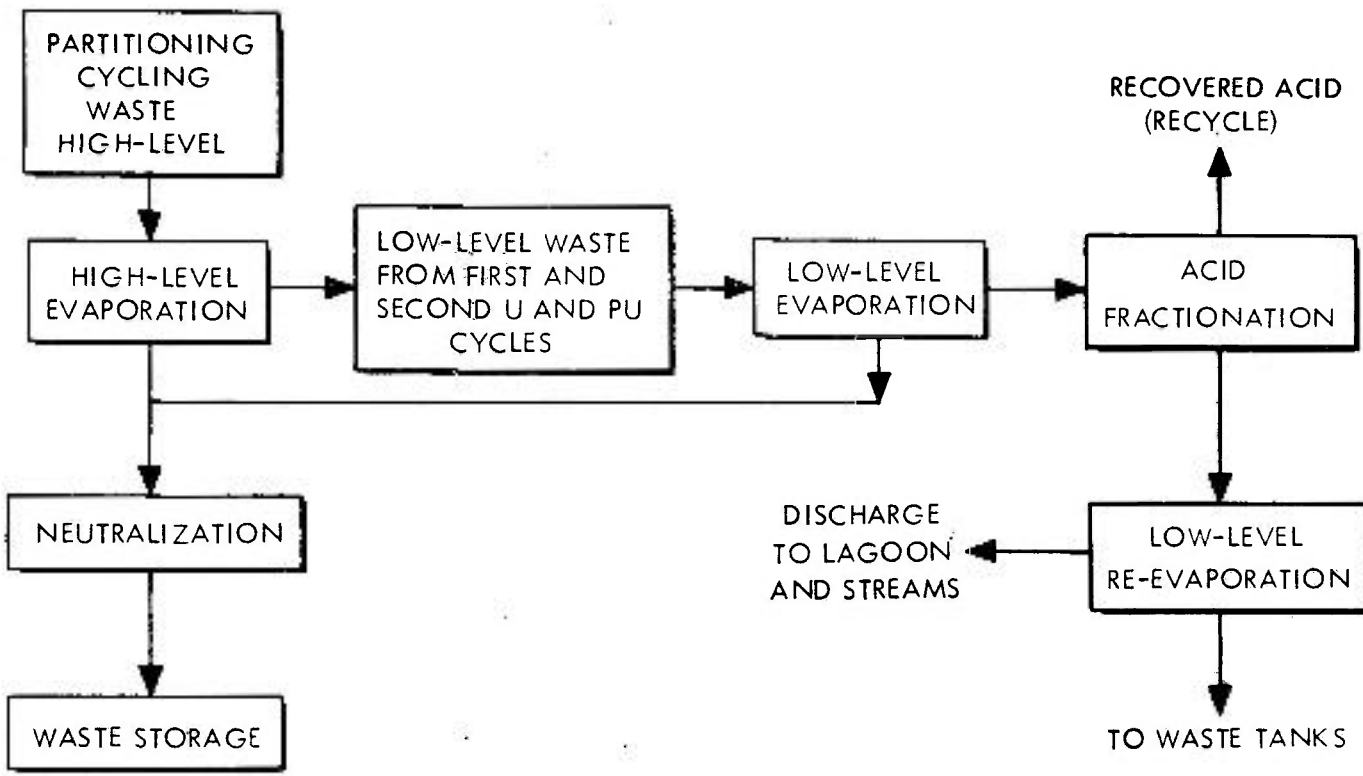 PARTITIONING
CYCLING
WASTE
HIGH-LEVEL
RECOVERED ACID
(RECYCLE)
HIGH-LEVEL
EVAPORATION
LOW-LEVEL WASTE
FROM FIRST AND
SECOND U AND PU
CYCLES
LOW-LEVEL
EVAPORATION
ACID
FRACTIONATION
NEUTRALIZATION
DISCHARGE
TO LAGOON
AND STREAMS
LOW-LEVEL
RE-EVAPORATION
WASTE STORAGE
TO WASTE TANKS